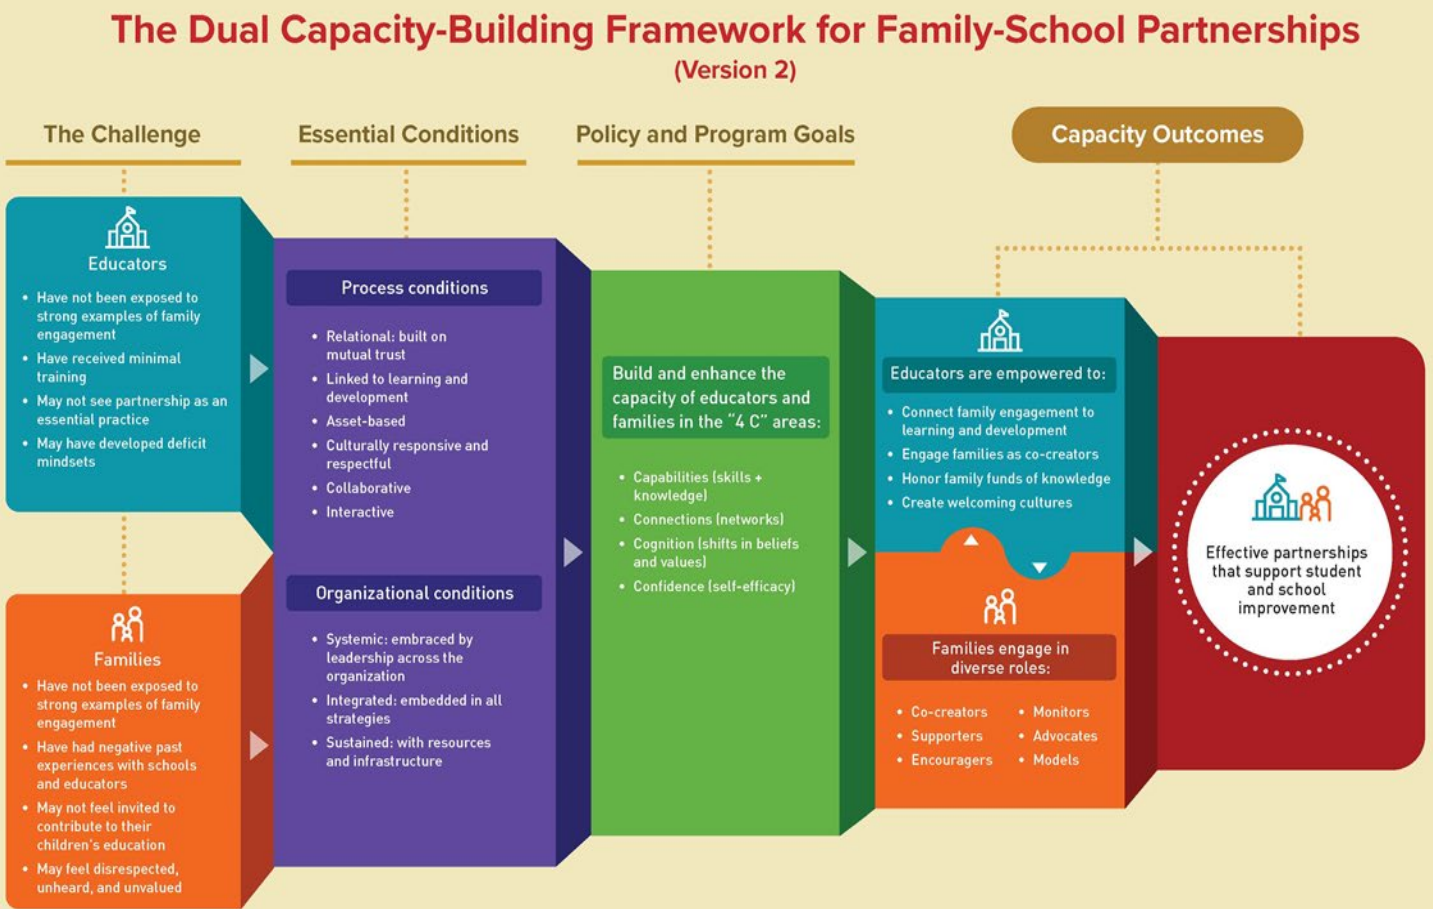 The Dual Capacity-Building Framework for Family-School Partnerships
(Version 2)
The Challenge
Educators
• Have not been exposed to
strong examples of family
engagement
• Have received minimal
training
• May not see partnership as an
essential practice
• May have developed deficit
mindsets
Families
• Have not been exposed to
strong examples of family
engagement
• Have had negative past
experiences with schools
and educators
• May not feel invited to
contribute to their
children's education
• May feel disrespected,
unheard, and unvalued
Essential Conditions
Process conditions
• Relational: built on
mutual trust
• Linked to learning and
development
• Asset-based
• Culturally responsive and
respectful
• Collaborative
• Interactive
Organizational conditions
• Systemic: embraced by
leadership across the
organization
• Integrated: embedded in all
strategies
• Sustained: with resources
and infrastructure
Policy and Program Goals
Build and enhance the
capacity of educators and
families in the “4 C” areas:
• Capabilities (skills +
knowledge)
• Connections (networks)
• Cognition (shifts in beliefs
and values)
• Confidence (self-efficacy)
Capacity Outcomes
Educators are empowered to:
• Connect family engagement to
learning and development
• Engage families as co-creators
• Honor family funds of knowledge
• Create welcoming cultures
Families engage in
diverse roles:
• Co-creators
• Supporters
• Encouragers
• Monitors
• Advocates
• Models
Effective partnerships
that support student
and school
improvement